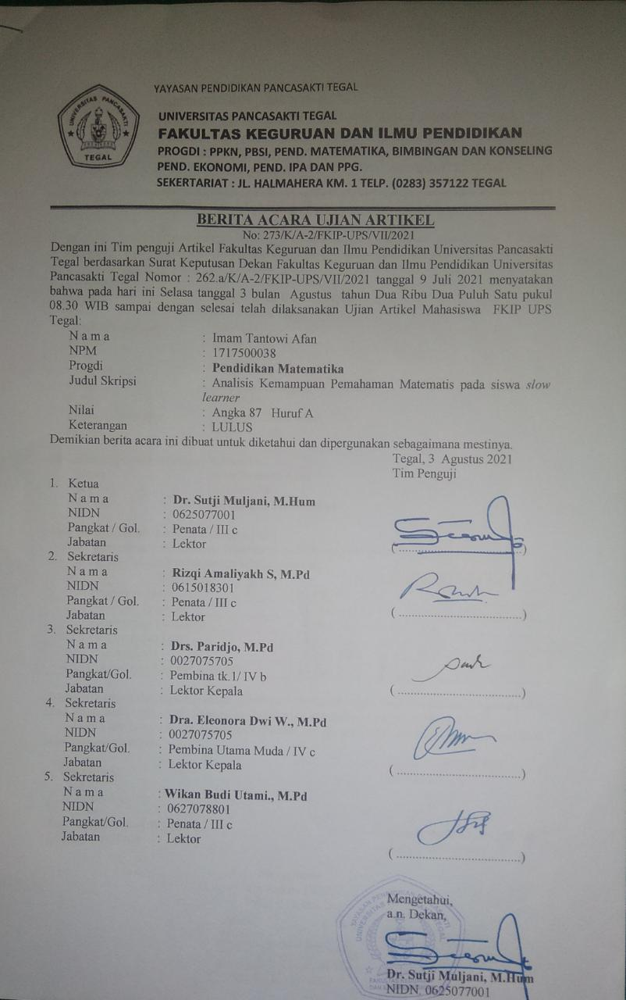 YAYASAN PENDIDIKAN PANCASAKTI TEGAL
UNIVERSITAS PANCASAKTI
TEGAL
UNIVERSITAS PANCASAKTI TEGAL
FAKULTAS KEGURUAN DAN ILMU PENDIDIKAN
PROGDI : PPKN, PBSI, PEND. MATEMATIKA, BIMBINGAN DAN KONSELING
PEND. EKONOMI, PEND. IPA DAN PPG.
SEKERTARIAT : JL. HALMAHERA KM. 1 TELP. (0283) 357122 TEGAL
BERITA ACARA UJIAN ARTIKEL
No: 273/K/A-2/FKIP-UPS/VII/2021
Dengan ini Tim penguji Artikel Fakultas Keguruan dan Ilmu Pendidikan Universitas Pancasakti
Tegal berdasarkan Surat Keputusan Dekan Fakultas Keguruan dan Ilmu Pendidikan Universitas
Pancasakti Tegal Nomor : 262.a/K/A-2/FKIP-UPS/VII/2021 tanggal 9 Juli 2021 menyatakan
bahwa pada hari ini Selasa tanggal 3 bulan Agustus tahun Dua Ribu Dua Puluh Satu pukul
08.30 WIB sampai dengan selesai telah dilaksanakan Ujian Artikel Mahasiswa FKIP UPS
Tegal:
N a m a : Imam Tantowi Afan
NPM : 1717500038
Progdi : Pendidikan Matematika
Judul Skripsi : Analisis Kemampuan Pemahaman Matematis pada siswa slow
learner
Nilai : Angka 87 Huruf A
Keterangan : LULUS
Demikian berita acara ini dibuat untuk diketahui dan dipergunakan sebagaimana mestinya.
Tegal, 3 Agustus 2021
Tim Penguji
1. Ketua
N a m a : Dr. Sutji Muljani, M.Hum
NIDN : 0625077001
Pangkat / Gol. : Penata / III c
Jabatan : Lektor
(........................................)
2. Sekretaris
N a m a : Rizqi Amaliyakh S, M.Pd
NIDN : 0615018301
Pangkat / Gol. : Penata / III c
Jabatan : Lektor
(........................................)
3. Sekretaris
N a m a : Drs. Paridjo, M.Pd
NIDN : 0027075705
Pangkat/Gol. : Pembina tk.1/ IV b
Jabatan : Lektor Kepala
(........................................)
4. Sekretaris
N a m a : Dra. Eleonora Dwi W., M.Pd
NIDN : 0027075705
Pangkat/Gol. : Pembina Utama Muda / IV c
Jabatan : Lektor Kepala
(........................................)
5. Sekretaris
N a m a : Wikan Budi Utami., M.Pd
NIDN : 0627078801
Pangkat/Gol. : Penata / III c
Jabatan : Lektor
(........................................)
Mengetahui,
a.n. Dekan,
Dr. Sutji Muljani, M.Hum
NIDN. 0625077001